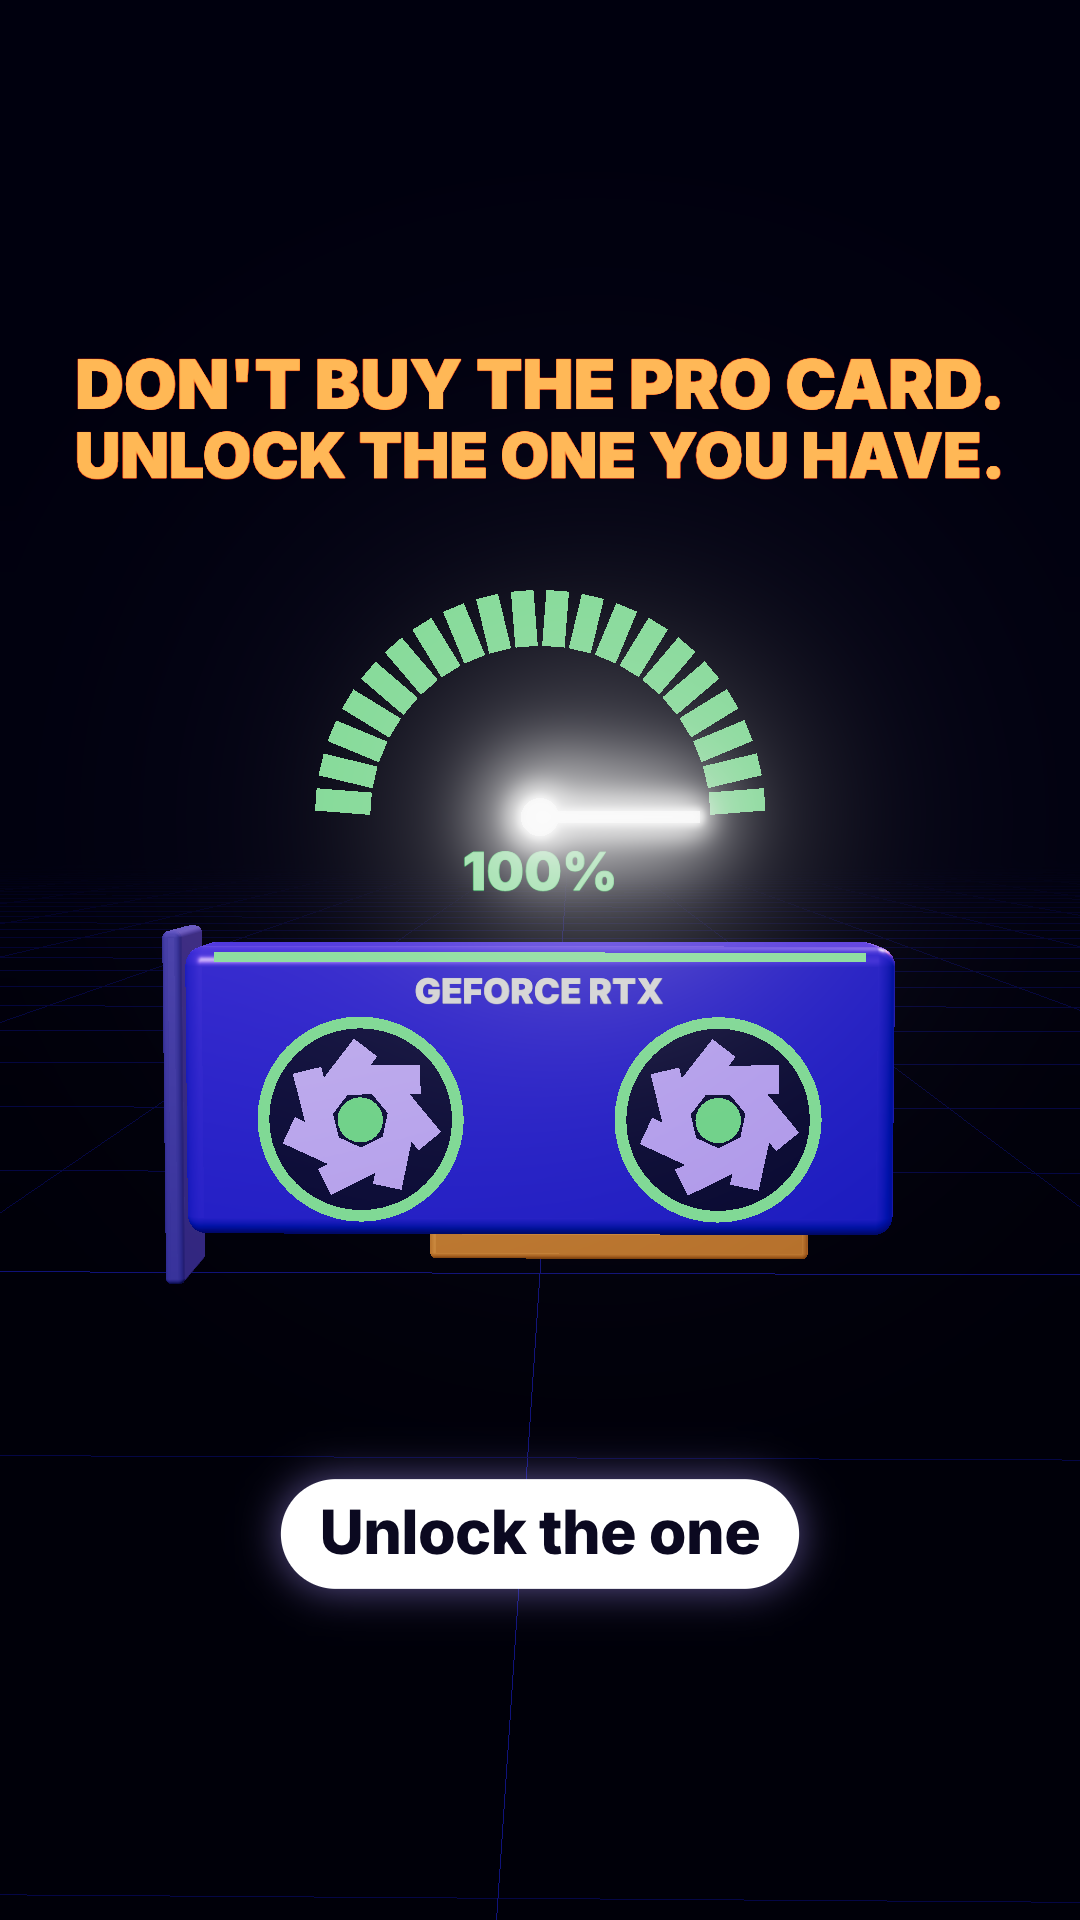 DON'T BUY THE PRO CARD.
UNLOCK THE ONE YOU HAVE.
100%
GEFORCE RTX
Unlock the one